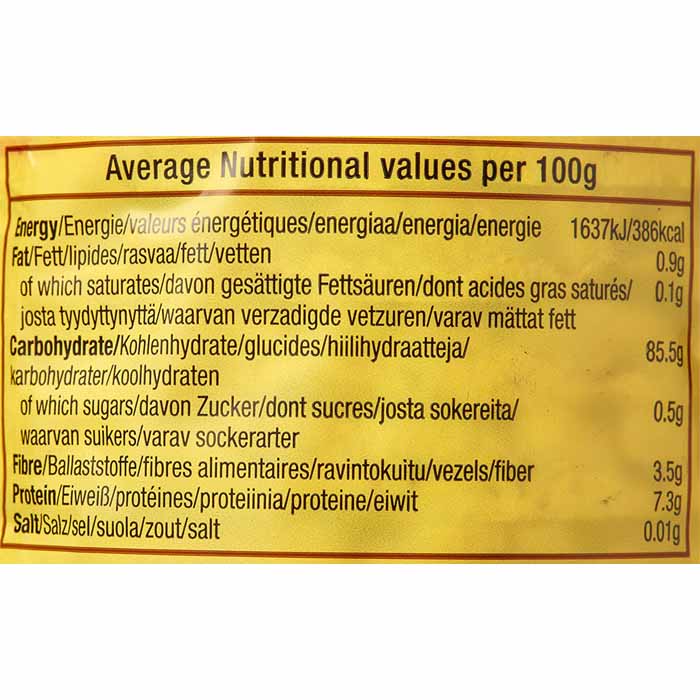 Average Nutritional values per 100g
Energy/Energie/valeurs énergétiques/energiaa/energia/energie 1637kJ/386kcal
Fat/Fett/lipides/rasvaa/fett/vetten 0.9g
of which saturates/davon gesättigte Fettsäuren/dont acides gras saturés/ 0.1g
josta tyydyttynyttä/waarvan verzadigde vetzuren/varav mättat fett
Carbohydrate/Kohlenhydrate/glucides/hiilihydraatteja/ 85.5g
karbohydrater/koolhydraten
of which sugars/davon Zucker/dont sucres/josta sokereita/ 0.5g
waarvan suikers/varav sockerarter
Fibre/Ballaststoffe/fibres alimentaires/ravintokuitu/vezels/fiber 3.5g
Protein/Eiweiß/protéines/proteiinia/proteine/eiwit 7.3g
Salt/Salz/sel/suola/zout/salt 0.01g